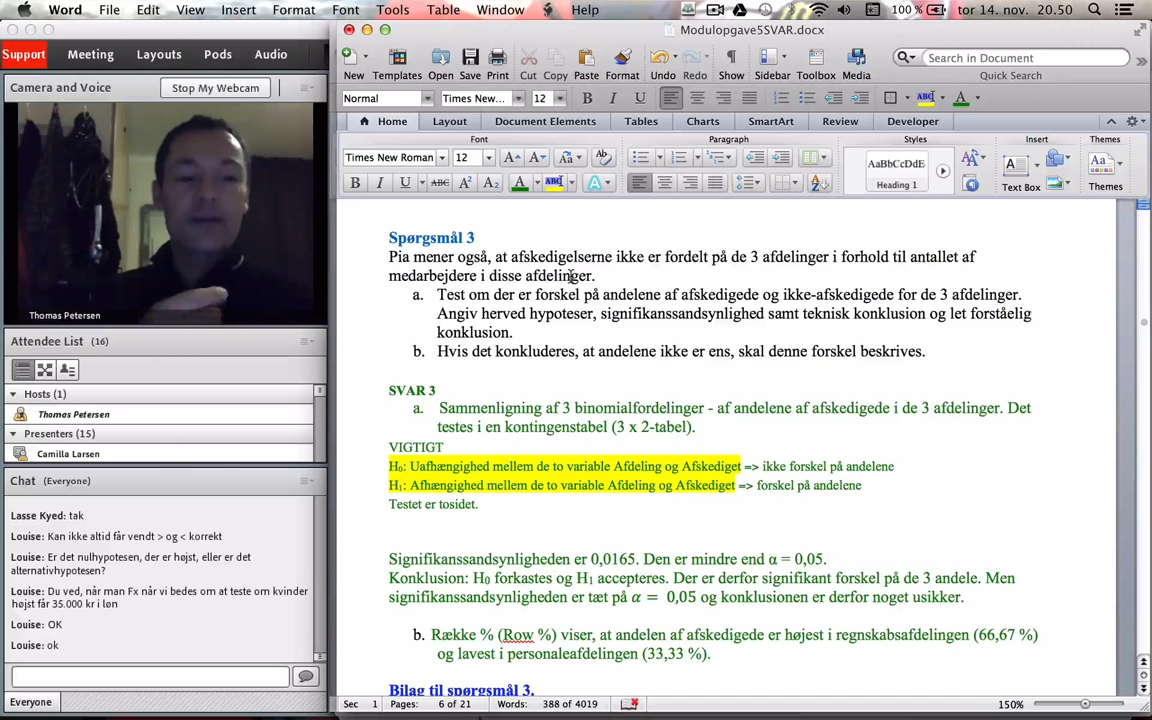 Word File Edit View Insert Format Font Tools Table Window Help 100 % tor 14. nov. 20.50
Support Meeting Layouts Pods Audio
Modulopgave5SVAR.docx
New Templates Open Save Print Cut Copy Paste Format Undo Redo Show Sidebar Toolbox Media
Search in Document
Quick Search
Normal Times New... 12 B I U ABC A
Home Layout Document Elements Tables Charts SmartArt Review Developer
Font Paragraph Styles Insert Themes
Times New Roman 12 Aa
B I U ABC A² A₂ A ABC A
AaBbCcDdE
Heading 1
Text Box
Aa
Themes
Camera and Voice
Stop My Webcam
Thomas Petersen
Attendee List (16)
Hosts (1)
Thomas Petersen
Presenters (15)
Camilla Larsen
Chat (Everyone)
Lasse Kyed: tak
Louise: Kan ikke altid får vendt > og < korrekt
Louise: Er det nulhypotesen, der er højst, eller er det
alternativhypotesen?
Louise: Du ved, når man Fx når vi bedes om at teste om kvinder
højst får 35.000 kr i løn
Louise: OK
Louise: ok
Everyone
Spørgsmål 3
Pia mener også, at afskedigelserne ikke er fordelt på de 3 afdelinger i forhold til antallet af
medarbejdere i disse afdelinger.
a. Test om der er forskel på andelene af afskedigede og ikke-afskedigede for de 3 afdelinger.
Angiv herved hypoteser, signifikanssandsynlighed samt teknisk konklusion og let forståelig
konklusion.
b. Hvis det konkluderes, at andelene ikke er ens, skal denne forskel beskrives.
SVAR 3
a. Sammenligning af 3 binomialfordelinger - af andelene af afskedigede i de 3 afdelinger. Det
testes i en kontingenstabel (3 x 2-tabel).
VIGTIGT
H₀: Uafhængighed mellem de to variable Afdeling og Afskediget => ikke forskel på andelene
H₁: Afhængighed mellem de to variable Afdeling og Afskediget => forskel på andelene
Testet er tosidet.
Signifikanssandsynligheden er 0,0165. Den er mindre end α = 0,05.
Konklusion: H₀ forkastes og H₁ accepteres. Der er derfor signifikant forskel på de 3 andele. Men
signifikanssandsynligheden er tæt på α = 0,05 og konklusionen er derfor noget usikker.
b. Række % (Row %) viser, at andelen af afskedigede er højest i regnskabsafdelingen (66,67 %)
og lavest i personaleafdelingen (33,33 %).
Bilag til spørgsmål 3.
Sec 1 Pages: 6 of 21 Words: 388 of 4019 150%